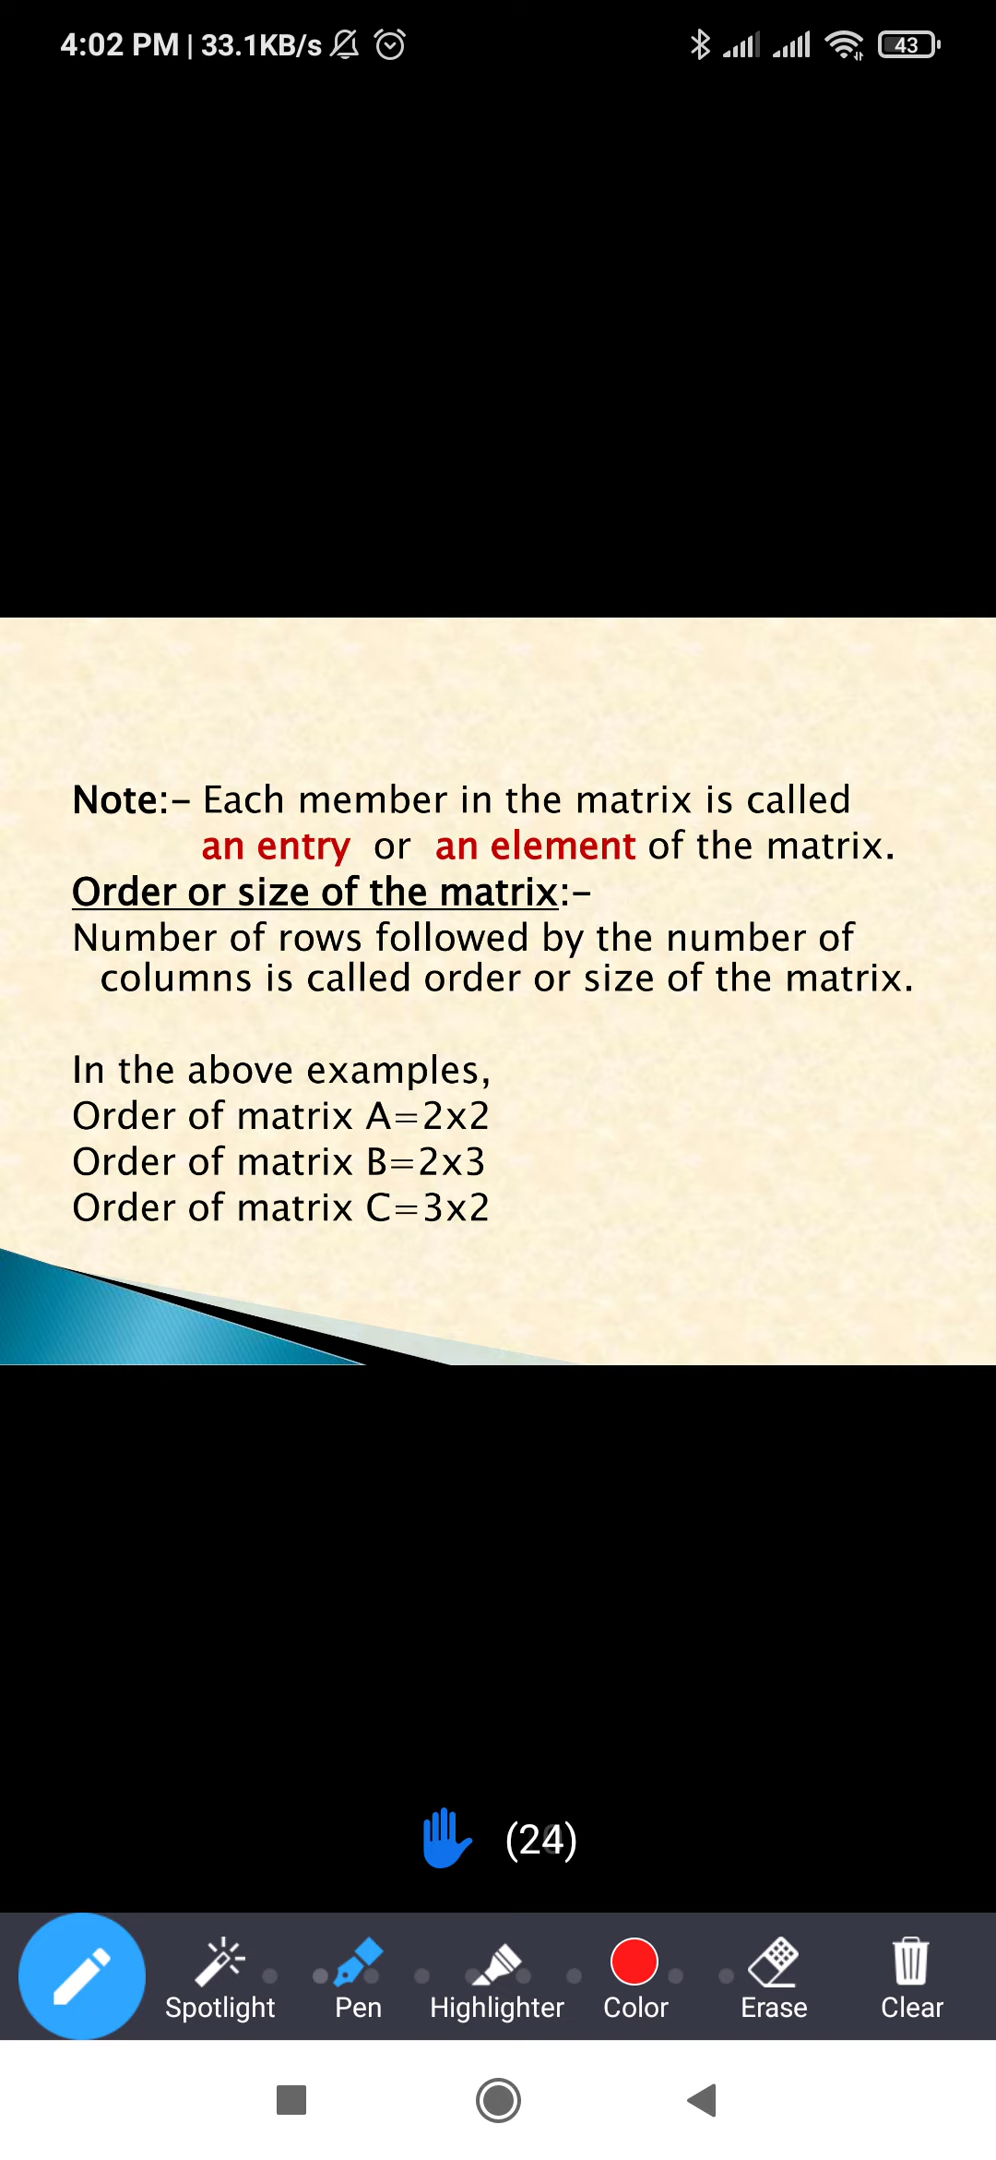 4:02 PM | 33.1KB/s 43
Note:- Each member in the matrix is called
an entry or an element of the matrix.
Order or size of the matrix:-
Number of rows followed by the number of
columns is called order or size of the matrix.
In the above examples,
Order of matrix A=2x2
Order of matrix B=2x3
Order of matrix C=3x2
(24)
Spotlight Pen Highlighter Color Erase Clear